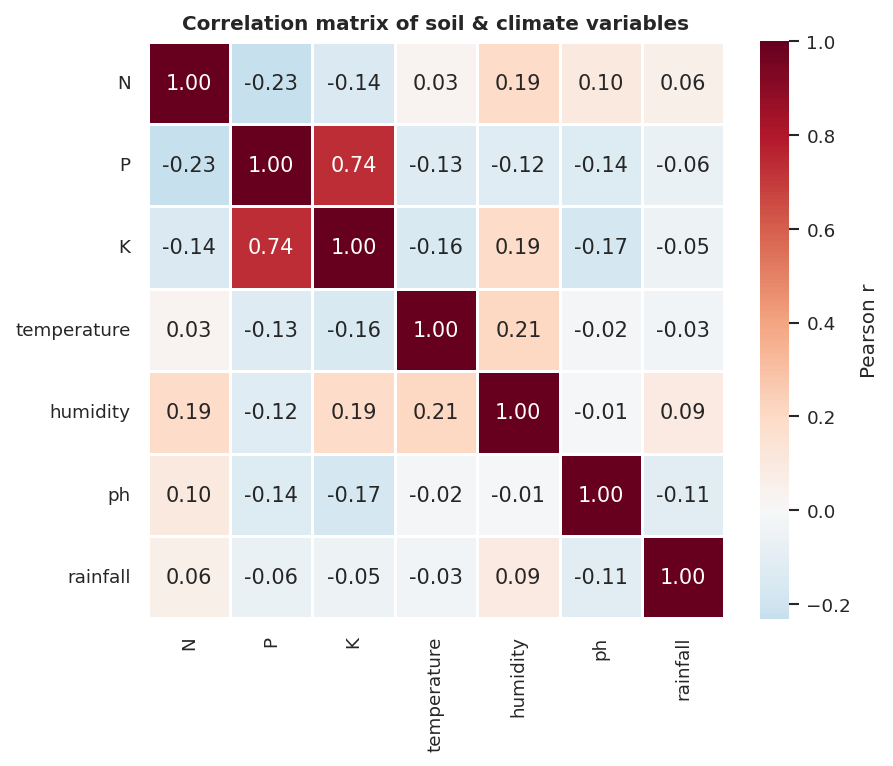 Correlation matrix of soil & climate variables
N 1.00 -0.23 -0.14 0.03 0.19 0.10 0.06
P -0.23 1.00 0.74 -0.13 -0.12 -0.14 -0.06
K -0.14 0.74 1.00 -0.16 0.19 -0.17 -0.05
temperature 0.03 -0.13 -0.16 1.00 0.21 -0.02 -0.03
humidity 0.19 -0.12 0.19 0.21 1.00 -0.01 0.09
ph 0.10 -0.14 -0.17 -0.02 -0.01 1.00 -0.11
rainfall 0.06 -0.06 -0.05 -0.03 0.09 -0.11 1.00
N P K temperature humidity ph rainfall
1.0
0.8
0.6
0.4
0.2
0.0
−0.2
Pearson r